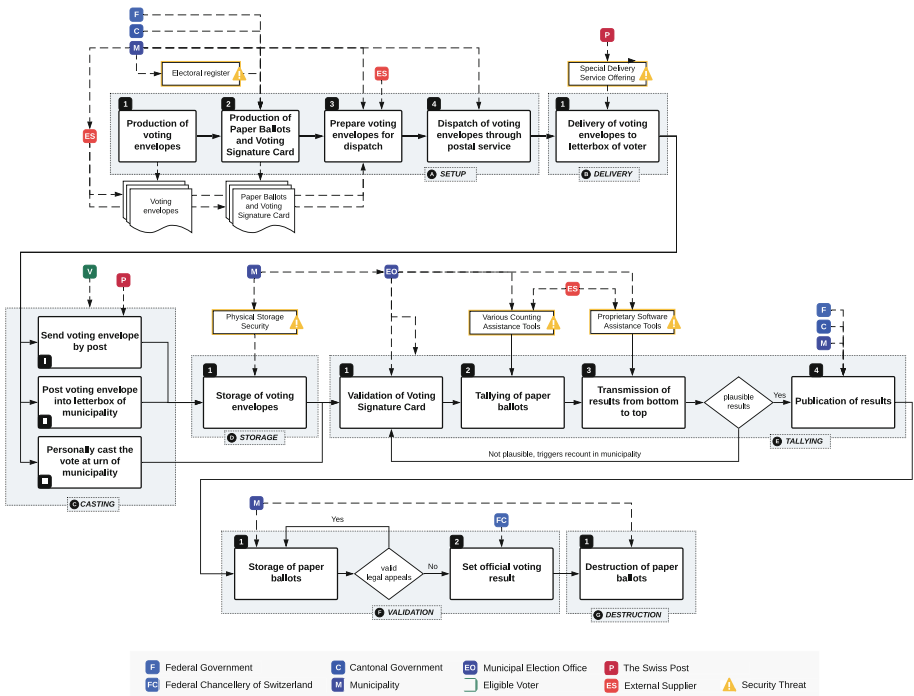 F
C
M
P
Electoral register
ES
Special Delivery
Service Offering
1
Production of
voting
envelopes
2
Production of
Paper Ballots
and Voting
Signature Card
3
Prepare voting
envelopes for
dispatch
4
Dispatch of voting
envelopes through
postal service
1
Delivery of voting
envelopes to
letterbox of voter
ES
A SETUP
B DELIVERY
Voting
envelopes
Paper Ballots
and Voting
Signature Card
V
P
M
EO
ES
Physical Storage
Security
Various Counting
Assistance Tools
Proprietary Software
Assistance Tools
F
C
M
Send voting envelope
by post
I
Post voting envelope
into letterbox of
municipality
II
Personally cast the
vote at urn of
municipality
III
C CASTING
1
Storage of voting
envelopes
D STORAGE
1
Validation of Voting
Signature Card
2
Tallying of paper
ballots
3
Transmission of
results from bottom
to top
plausible
results
Yes
4
Publication of results
E TALLYING
Not plausible, triggers recount in municipality
M
FC
Yes
1
Storage of paper
ballots
valid
legal appeals
No
2
Set official voting
result
1
Destruction of paper
ballots
F VALIDATION
G DESTRUCTION
F Federal Government
C Cantonal Government
EO Municipal Election Office
P The Swiss Post
FC Federal Chancellery of Switzerland
M Municipality
Eligible Voter
ES External Supplier
Security Threat